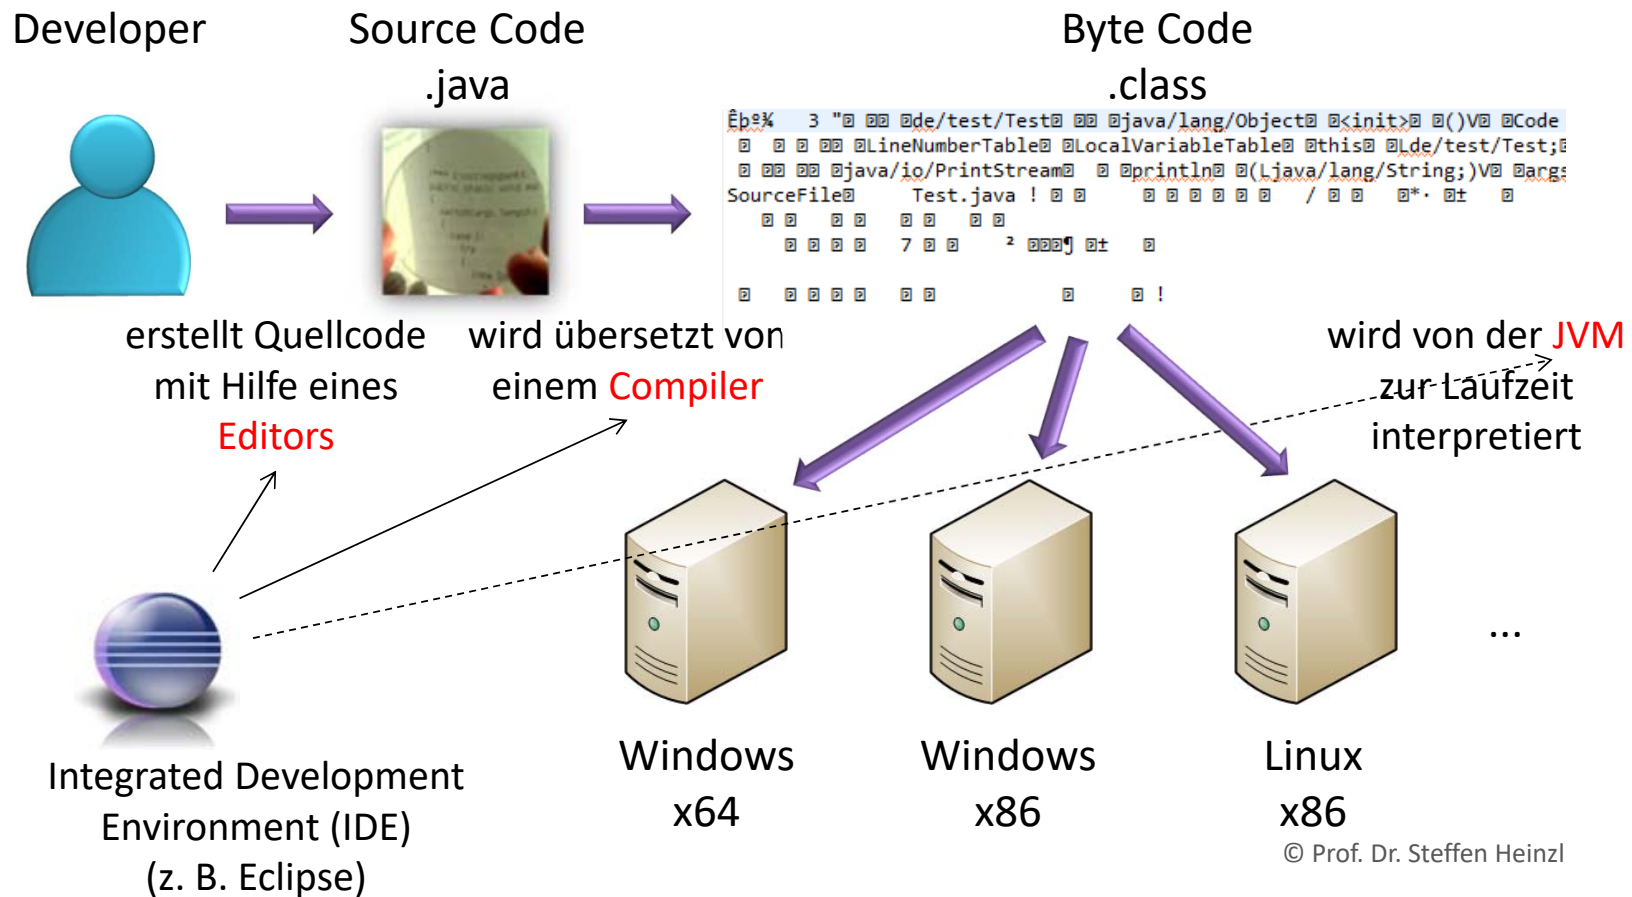 Developer
Source Code
.java
Byte Code
.class
Êþº¾ 3 " de/test/Test java/lang/Object <init> ()V Code
LineNumberTable LocalVariableTable this Lde/test/Test;
java/io/PrintStream println (Ljava/lang/String;)V args
SourceFile Test.java ! / *· ±
7 ² ¶ ±
!
erstellt Quellcode
mit Hilfe eines
Editors
wird übersetzt von
einem Compiler
wird von der JVM
zur Laufzeit
interpretiert
...
Integrated Development
Environment (IDE)
(z. B. Eclipse)
Windows
x64
Windows
x86
Linux
x86
© Prof. Dr. Steffen Heinzl